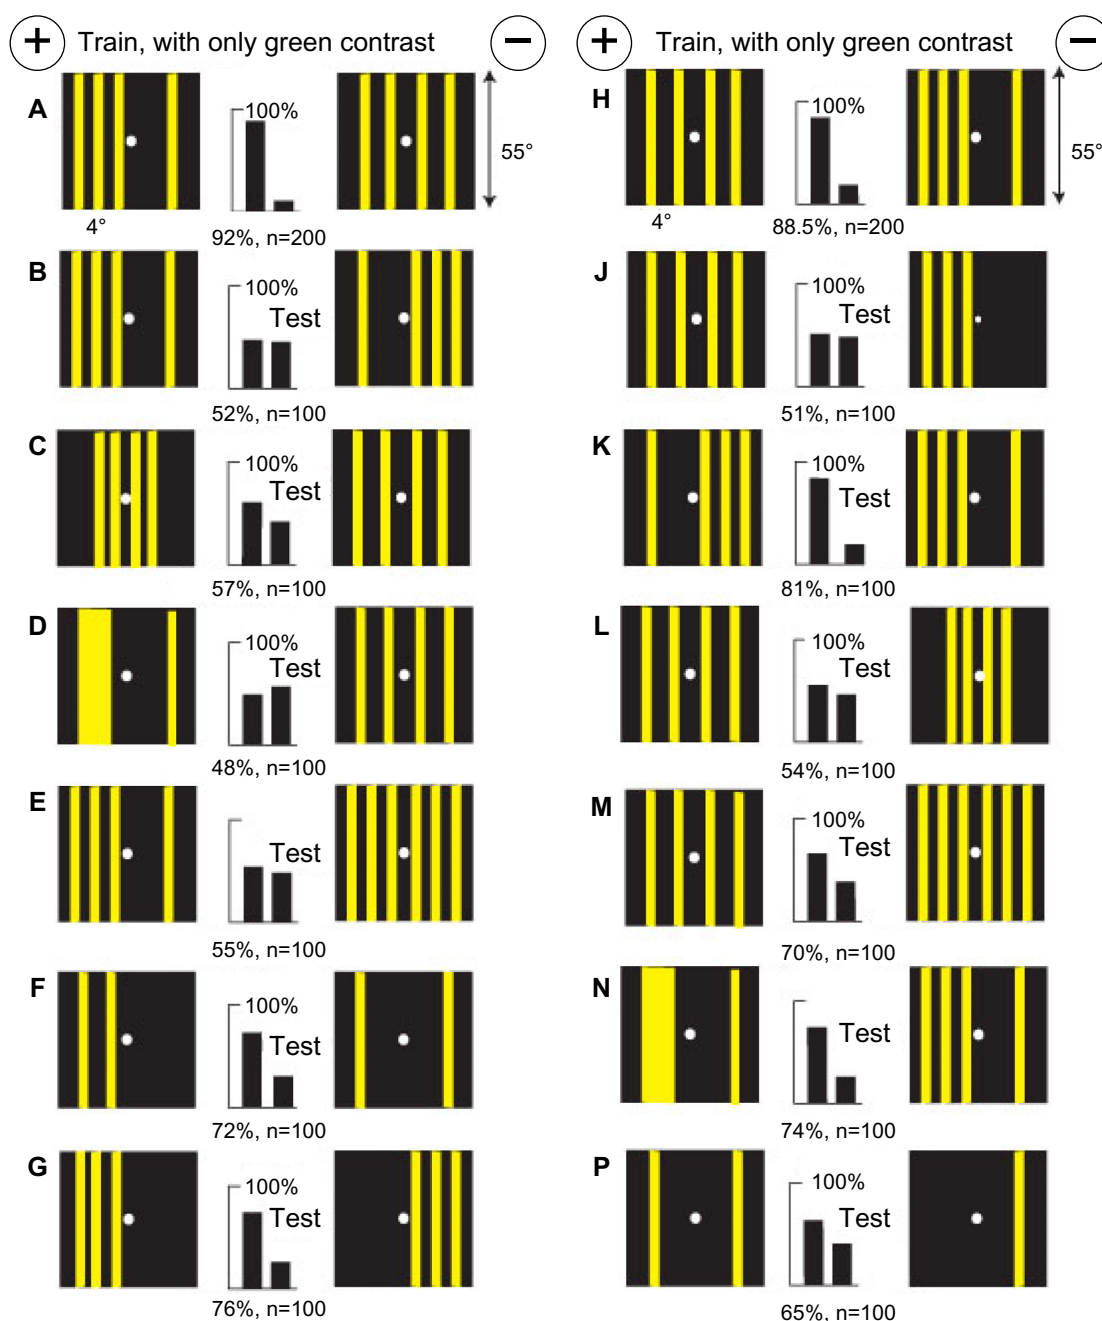 + Train, with only green contrast −
A 100% 55°
4° 92%, n=200
B 100%
Test
52%, n=100
C 100%
Test
57%, n=100
D 100%
Test
48%, n=100
E Test
55%, n=100
F 100%
Test
72%, n=100
G 100%
Test
76%, n=100
+ Train, with only green contrast −
H 100% 55°
4° 88.5%, n=200
J 100%
Test
51%, n=100
K 100%
Test
81%, n=100
L 100%
Test
54%, n=100
M 100%
Test
70%, n=100
N Test
74%, n=100
P 100%
Test
65%, n=100